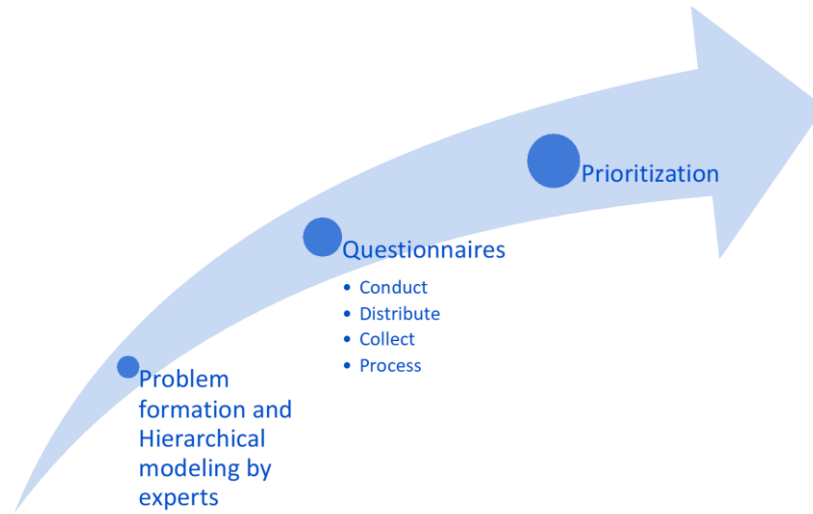 Prioritization
Questionnaires
• Conduct
• Distribute
• Collect
• Process
Problem
formation and
Hierarchical
modeling by
experts